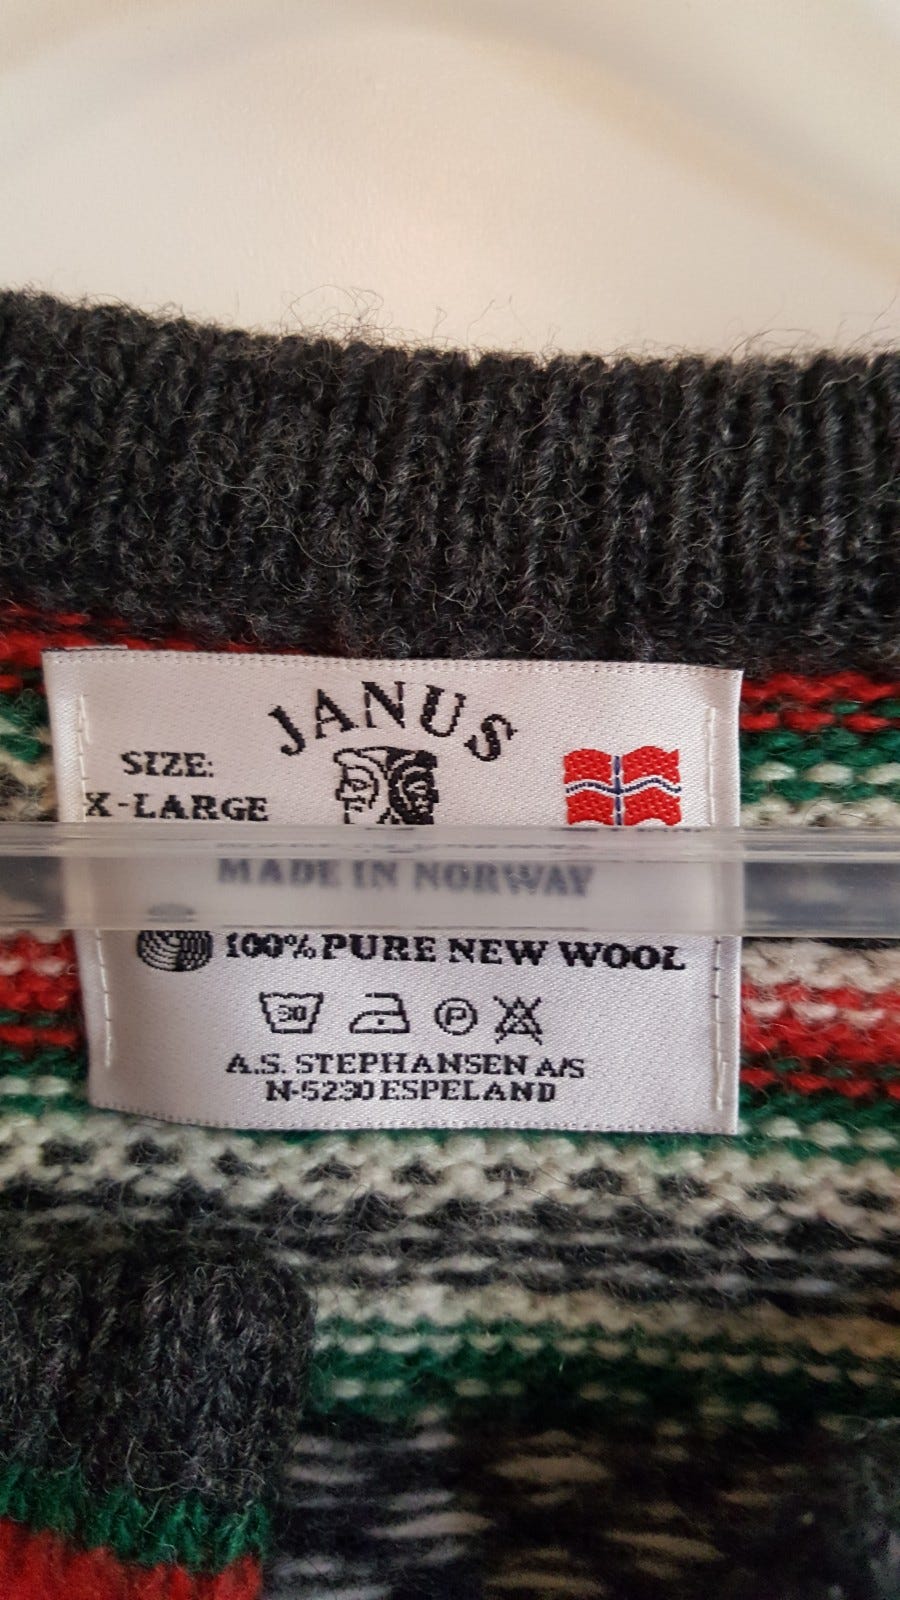 JANUS
SIZE:
X-LARGE
MADE IN NORWAY
100% PURE NEW WOOL
30 P
A.S. STEPHANSEN A/S
N-5230 ESPELAND